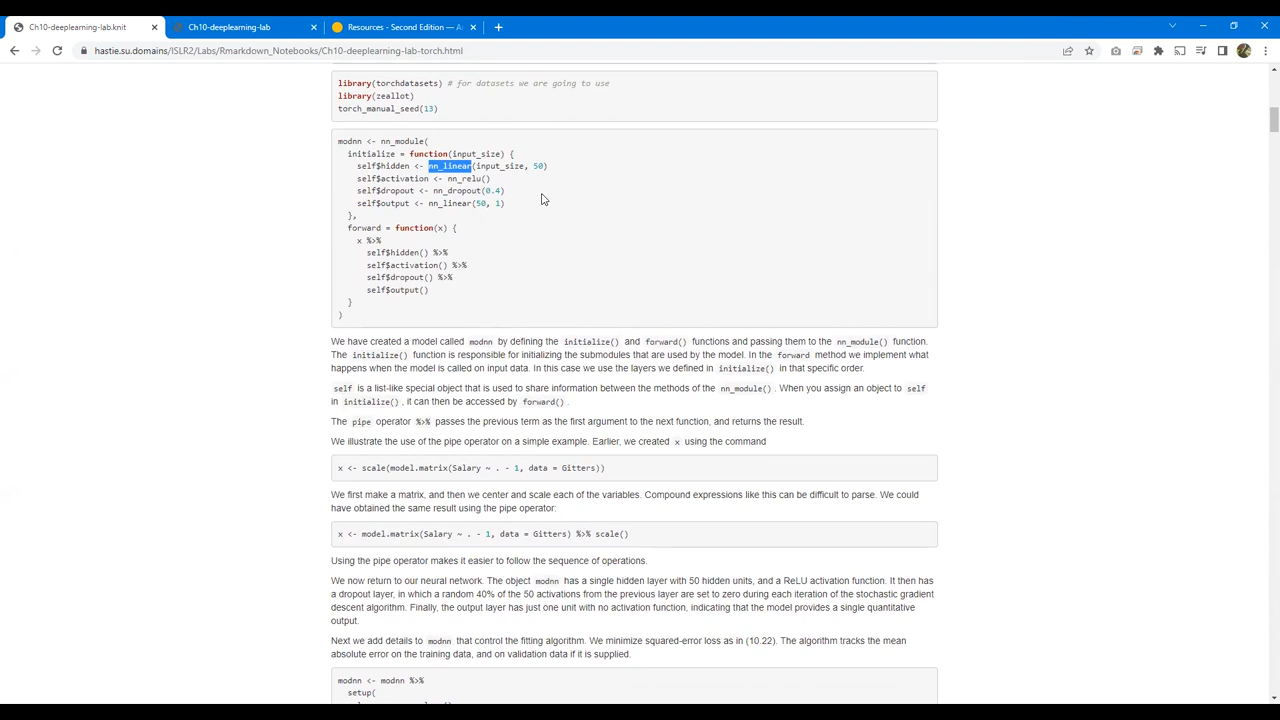 Ch10-deeplearning-lab.knit
Ch10-deeplearning-lab
Resources - Second Edition — A
hastie.su.domains/ISLR2/Labs/Rmarkdown_Notebooks/Ch10-deeplearning-lab-torch.html
library(torchdatasets) # for datasets we are going to use
library(zeallot)
torch_manual_seed(13)
modnn <- nn_module(
initialize = function(input_size) {
self$hidden <- nn_linear(input_size, 50)
self$activation <- nn_relu()
self$dropout <- nn_dropout(0.4)
self$output <- nn_linear(50, 1)
},
forward = function(x) {
x %>%
self$hidden() %>%
self$activation() %>%
self$dropout() %>%
self$output()
}
)
We have created a model called modnn by defining the initialize() and forward() functions and passing them to the nn_module() function.
The initialize() function is responsible for initializing the submodules that are used by the model. In the forward method we implement what
happens when the model is called on input data. In this case we use the layers we defined in initialize() in that specific order.
self is a list-like special object that is used to share information between the methods of the nn_module() . When you assign an object to self
in initialize() , it can then be accessed by forward() .
The pipe operator %>% passes the previous term as the first argument to the next function, and returns the result.
We illustrate the use of the pipe operator on a simple example. Earlier, we created x using the command
x <- scale(model.matrix(Salary ~ . - 1, data = Gitters))
We first make a matrix, and then we center and scale each of the variables. Compound expressions like this can be difficult to parse. We could
have obtained the same result using the pipe operator:
x <- model.matrix(Salary ~ . - 1, data = Gitters) %>% scale()
Using the pipe operator makes it easier to follow the sequence of operations.
We now return to our neural network. The object modnn has a single hidden layer with 50 hidden units, and a ReLU activation function. It then has
a dropout layer, in which a random 40% of the 50 activations from the previous layer are set to zero during each iteration of the stochastic gradient
descent algorithm. Finally, the output layer has just one unit with no activation function, indicating that the model provides a single quantitative
output.
Next we add details to modnn that control the fitting algorithm. We minimize squared-error loss as in (10.22). The algorithm tracks the mean
absolute error on the training data, and on validation data if it is supplied.
modnn <- modnn %>%
setup(